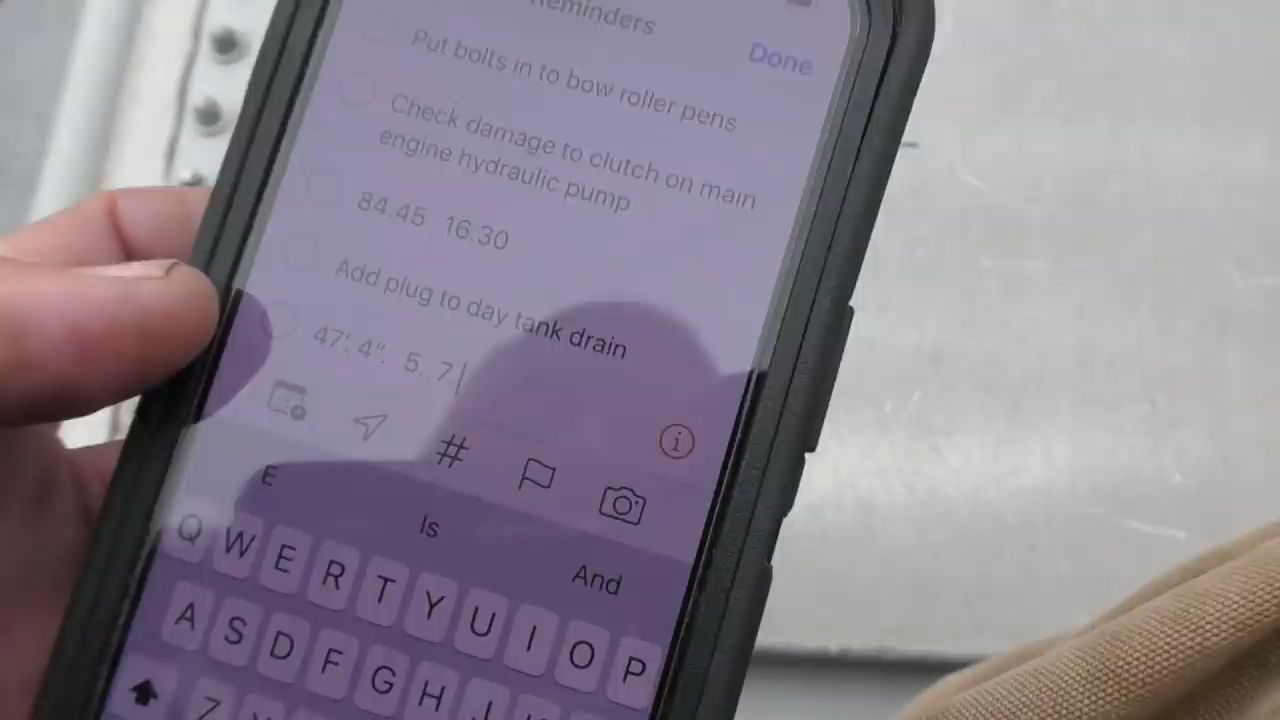 Reminders
Done
Put bolts in to bow roller pens
Check damage to clutch on main
engine hydraulic pump
84.45 16.30
Add plug to day tank drain
47'. 4". 5. 7
#
E
Is
And
Q W E R T Y U I O P
A S D F G H J
Z